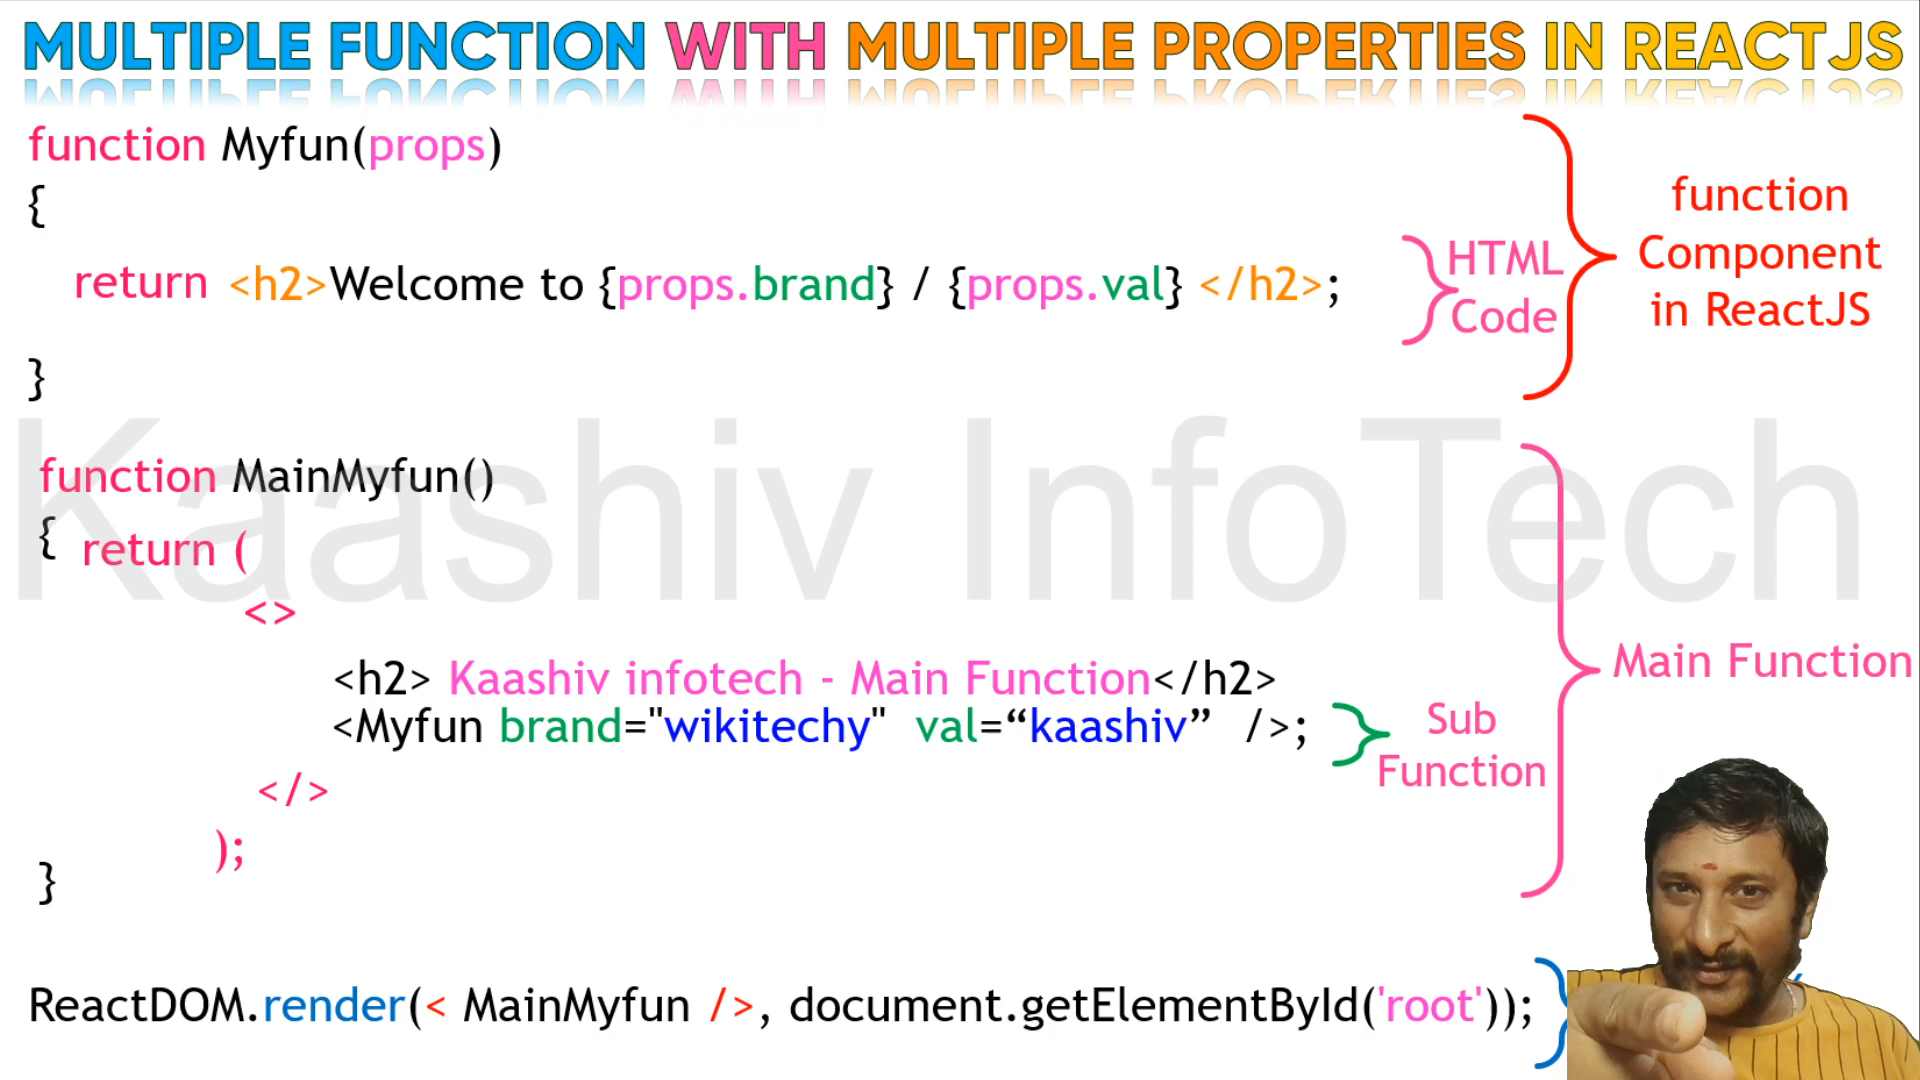 MULTIPLE FUNCTION WITH MULTIPLE PROPERTIES IN REACTJS
function Myfun(props)
{
return <h2>Welcome to {props.brand} / {props.val} </h2>;
}
HTML
Code
function
Component
in ReactJS
Kaashiv InfoTech
function MainMyfun()
{ return (
<>
<h2> Kaashiv infotech - Main Function</h2>
<Myfun brand="wikitechy" val=“kaashiv” />;
</>
);
}
Sub
Function
Main Function
ReactDOM.render(< MainMyfun />, document.getElementById('root'));